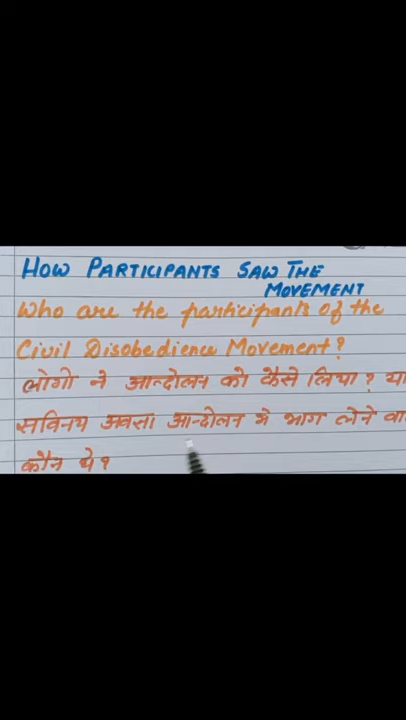 HOW PARTICIPANTS SAW THE
MOVEMENT
Who are the participants of the
Civil Disobedience Movement?
लोगो ने आन्दोलन को कैसे लिया? या
सविनय अवज्ञा आन्दोलन मे भाग लेने वा
कौन थे?